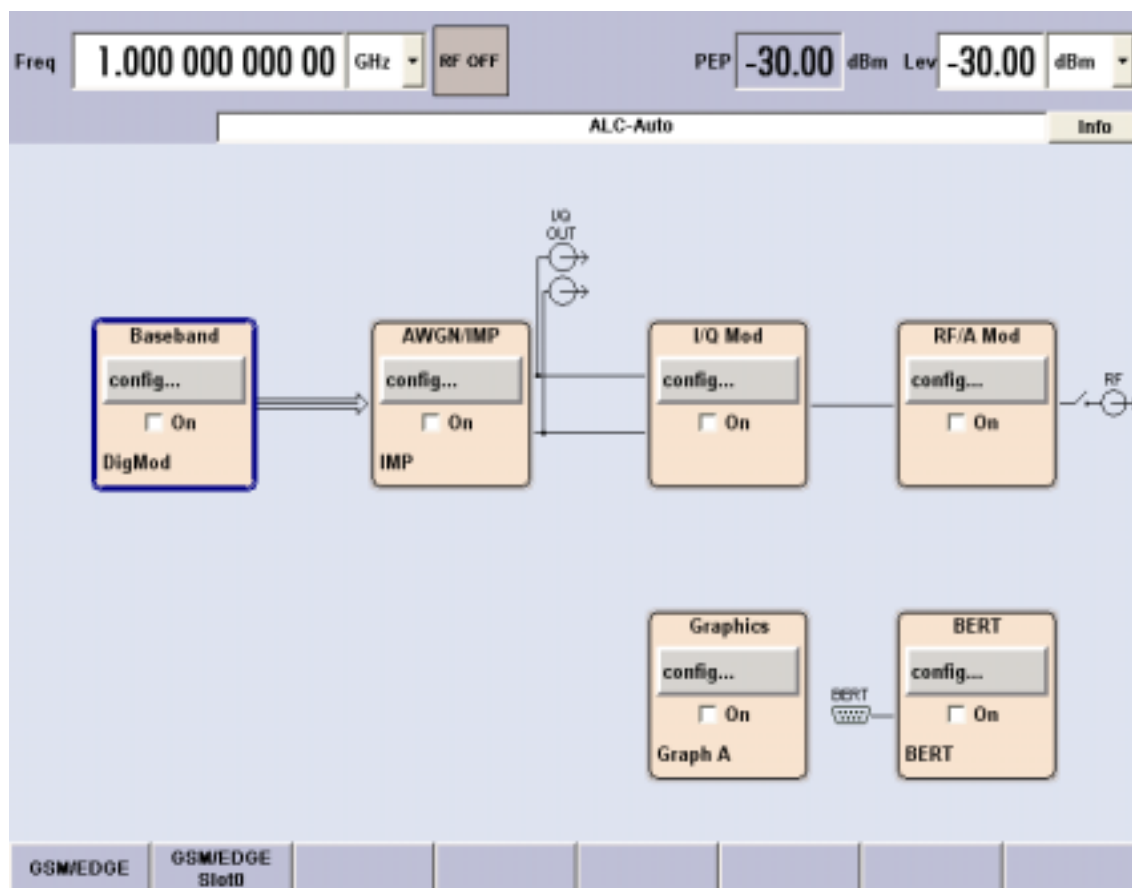 Freq 1.000 000 000 00 GHz RF OFF PEP -30.00 dBm Lev -30.00 dBm
ALC-Auto Info
I/Q
OUT
Baseband AWGN/IMP I/Q Mod RF/A Mod
config... config... config... config... RF
On On On On
DigMod IMP
Graphics BERT
config... config...
BERT
On On
Graph A BERT
GSM/EDGE GSM/EDGE
Slot0